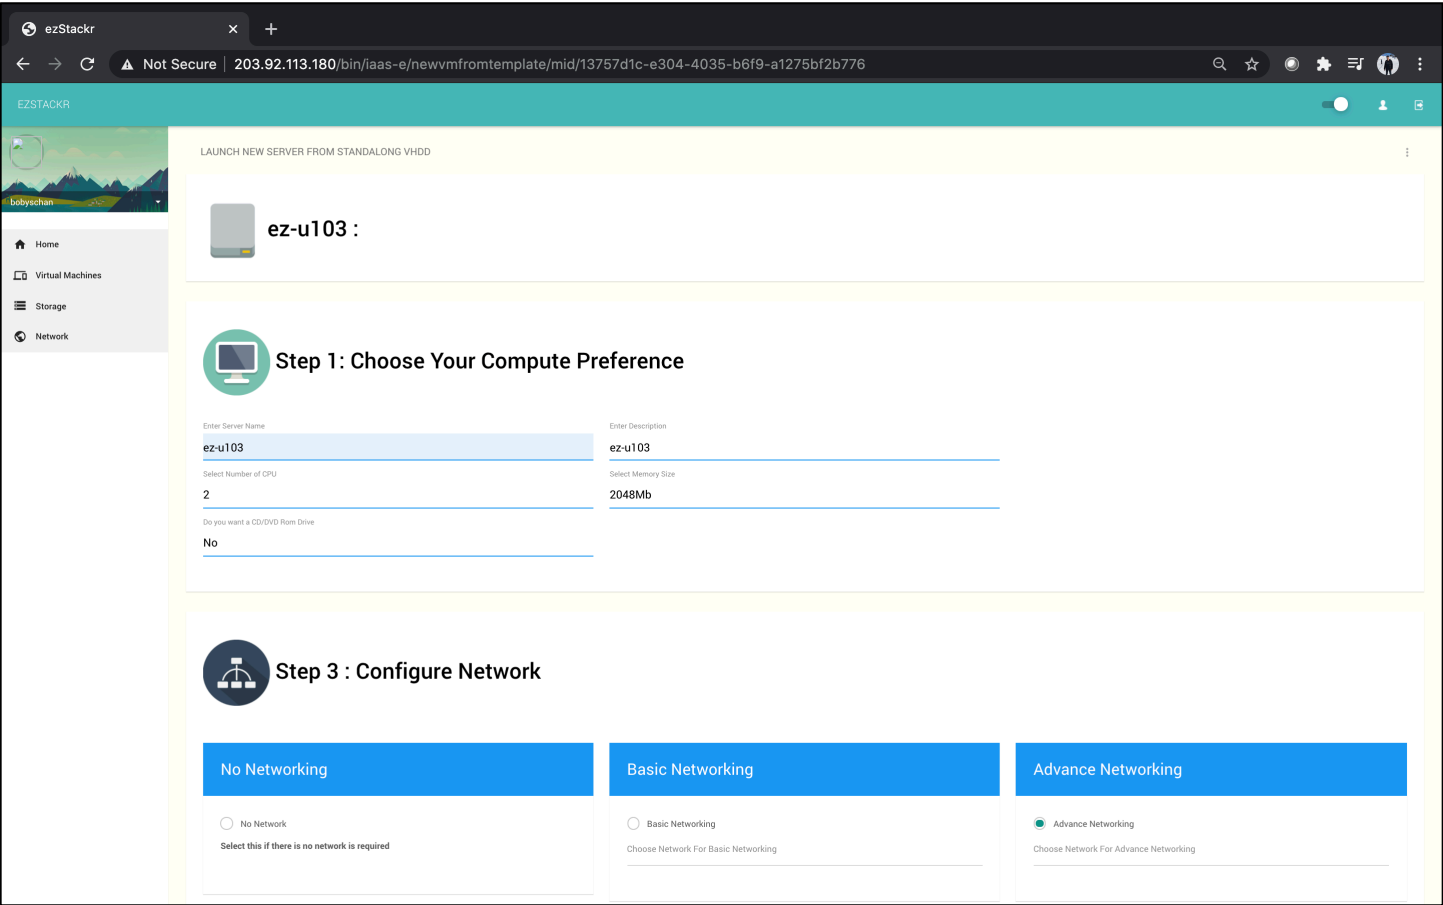 ezStackr
Not Secure | 203.92.113.180/bin/iaas-e/newvmfromtemplate/mid/13757d1c-e304-4035-b6f9-a1275bf2b776
EZSTACKR
LAUNCH NEW SERVER FROM STANDALONG VHDD
bobyschan
ez-u103 :
Home
Virtual Machines
Storage
Network
Step 1: Choose Your Compute Preference
Enter Server Name
ez-u103
Enter Description
ez-u103
Select Number of CPU
2
Select Memory Size
2048Mb
Do you want a CD/DVD Rom Drive
No
Step 3 : Configure Network
No Networking
No Network
Select this if there is no network is required
Basic Networking
Basic Networking
Choose Network For Basic Networking
Advance Networking
Advance Networking
Choose Network For Advance Networking